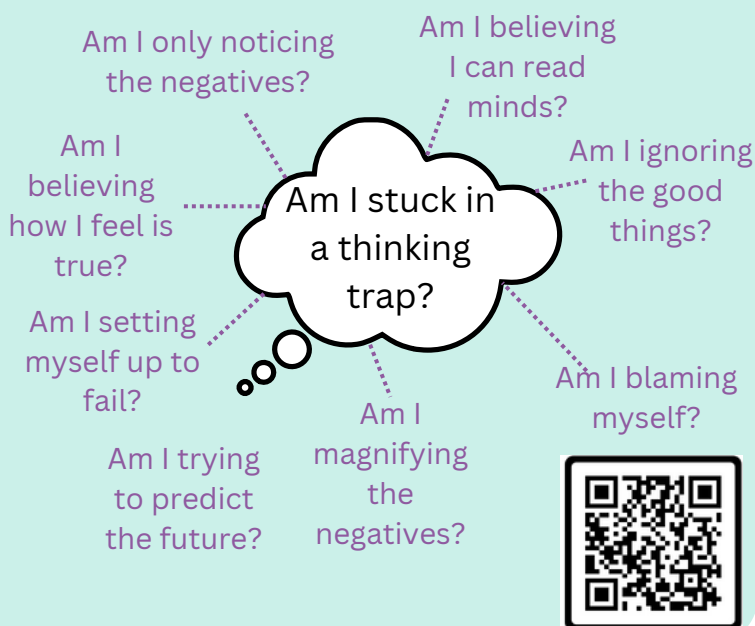 Am I only noticing
the negatives?
Am I believing
I can read
minds?
Am I
believing
how I feel is
true?
Am I stuck in
a thinking
trap?
Am I ignoring
the good
things?
Am I setting
myself up to
fail?
Am I blaming
myself?
Am I trying
to predict
the future?
Am I
magnifying
the
negatives?